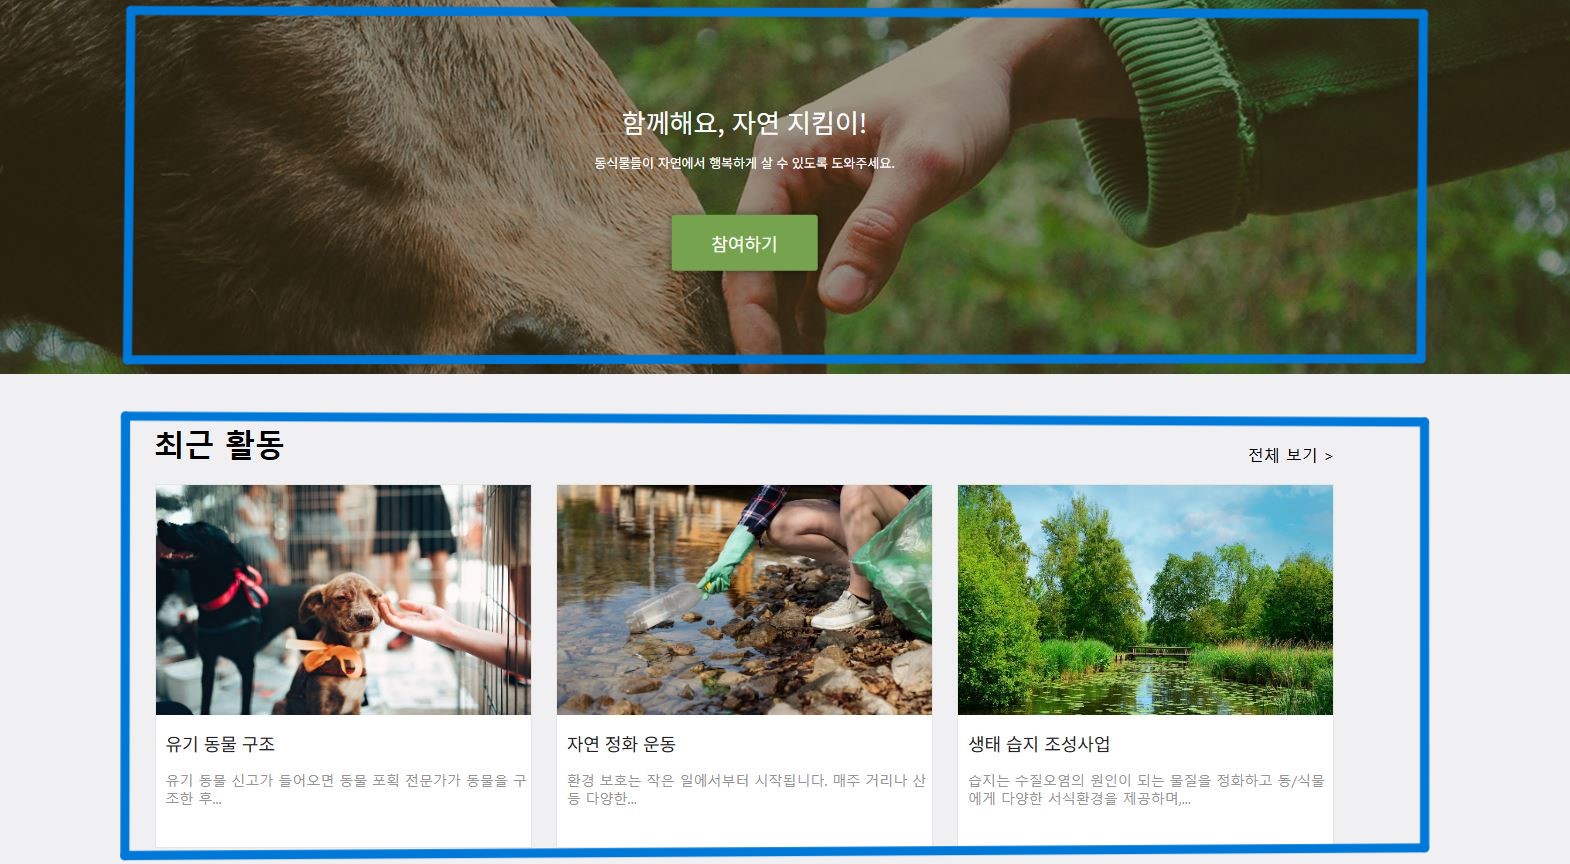 함께해요, 자연 지킴이!
동식물들이 자연에서 행복하게 살 수 있도록 도와주세요.
참여하기
최근 활동
전체 보기 >
유기 동물 구조
유기 동물 신고가 들어오면 동물 포획 전문가가 동물을 구
조한 후...
자연 정화 운동
환경 보호는 작은 일에서부터 시작됩니다. 매주 거리나 산
등 다양한...
생태 습지 조성사업
습지는 수질오염의 원인이 되는 물질을 정화하고 동/식물
에게 다양한 서식환경을 제공하며,...